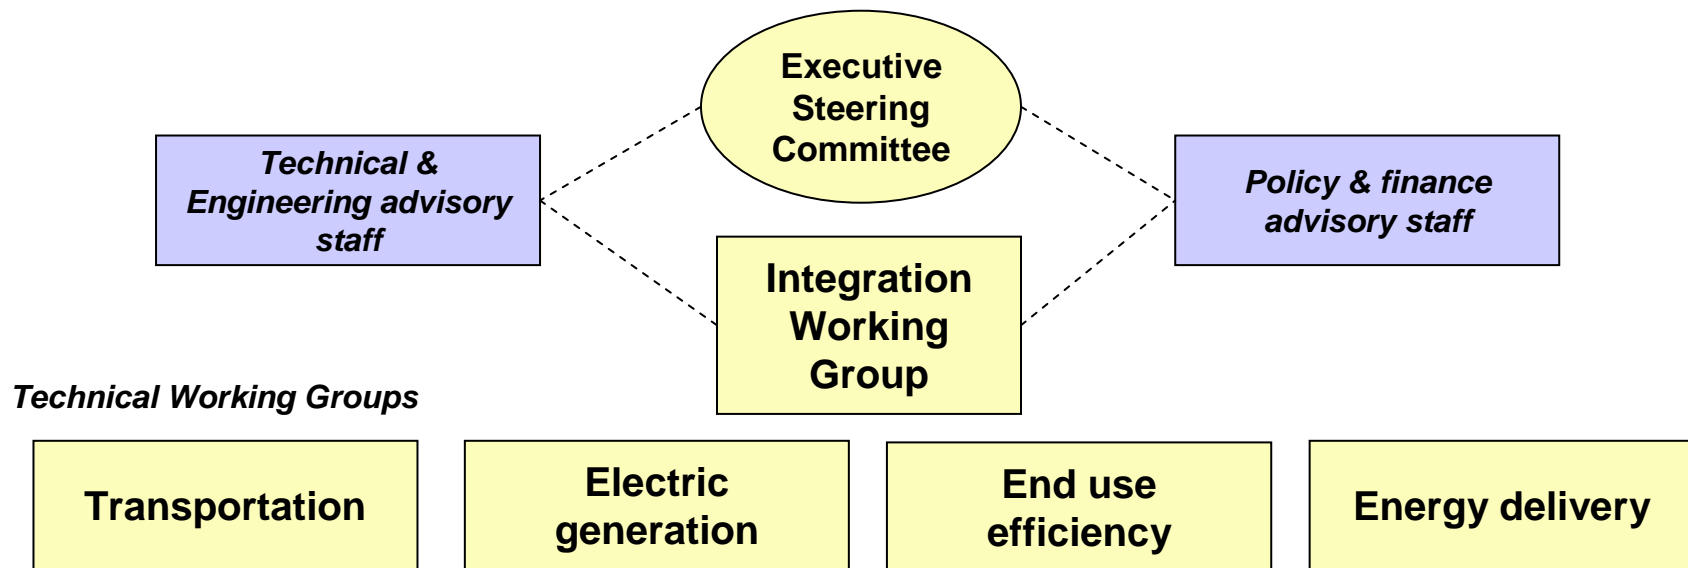 Executive
Steering
Committee
Technical &
Engineering advisory
staff
Policy & finance
advisory staff
Integration
Working
Group
Technical Working Groups
Transportation
Electric
generation
End use
efficiency
Energy delivery